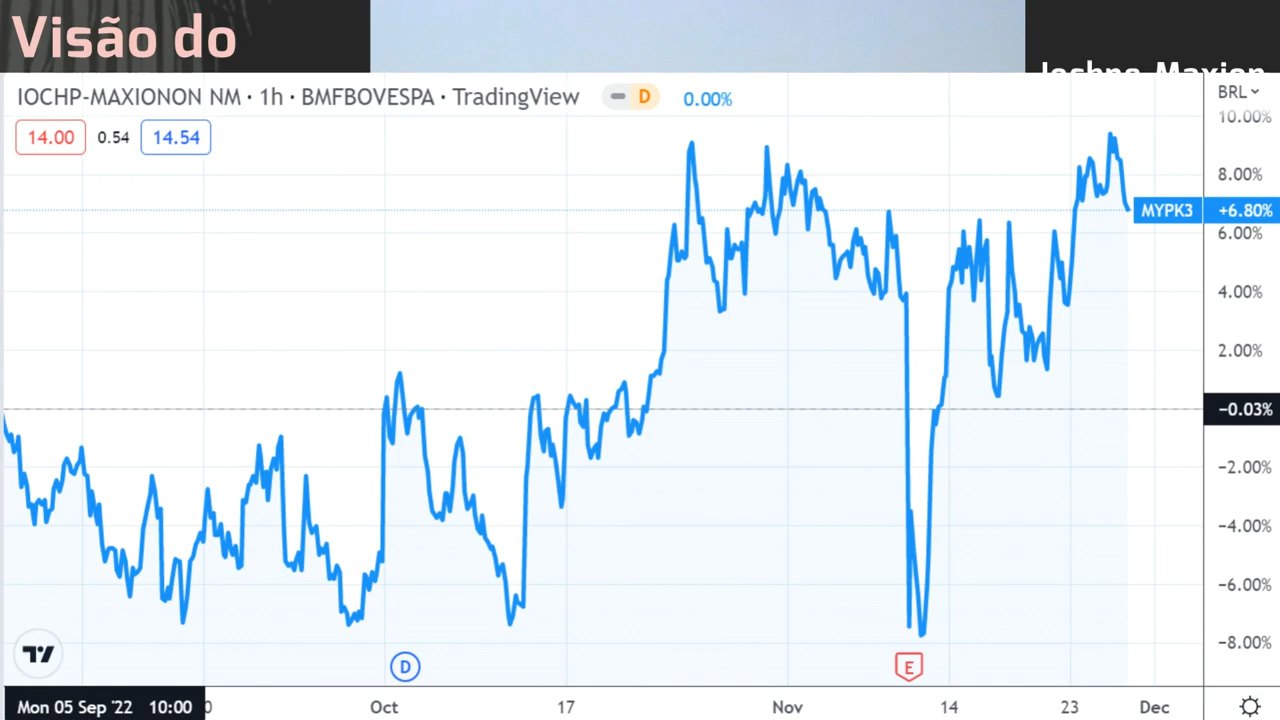 Visão do
Iochpe-Maxion
IOCHP-MAXIONON NM · 1h · BMFBOVESPA · TradingView
D
0.00%
BRL
14.00
0.54
14.54
10.00%
8.00%
MYPK3
+6.80%
6.00%
4.00%
2.00%
−0.03%
−2.00%
−4.00%
−6.00%
−8.00%
D
E
Mon 05 Sep '22 10:00
Oct
17
Nov
14
23
Dec